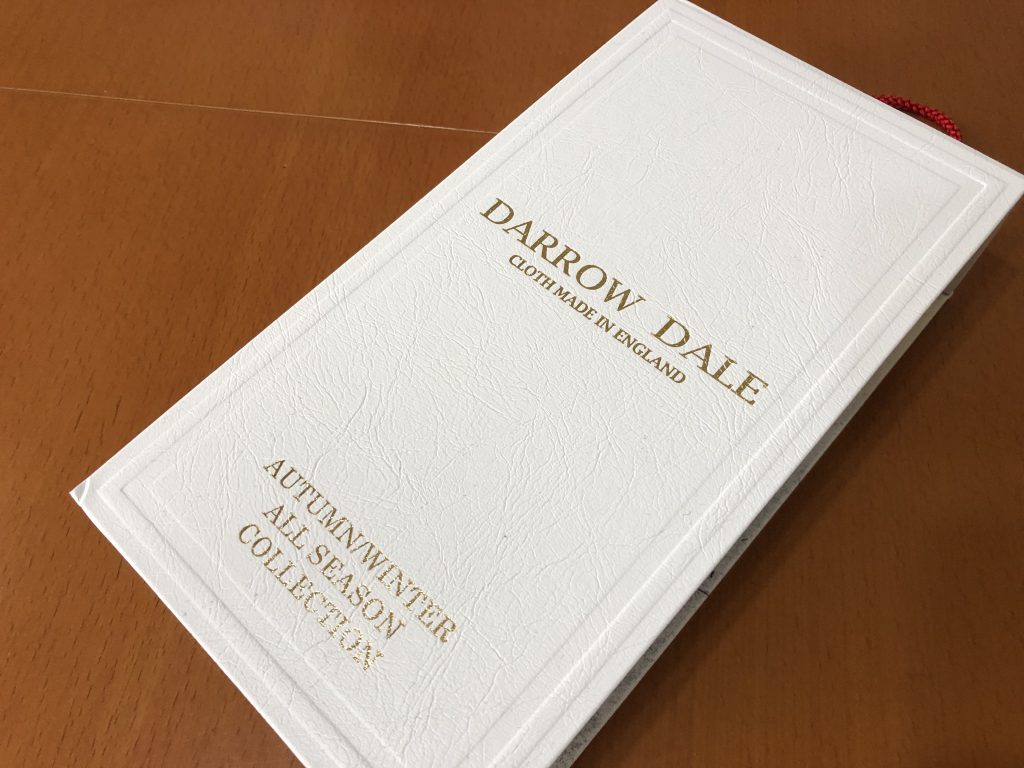 DARROW DALE
CLOTH MADE IN ENGLAND
AUTUMN/WINTER
ALL SEASON
COLLECTION